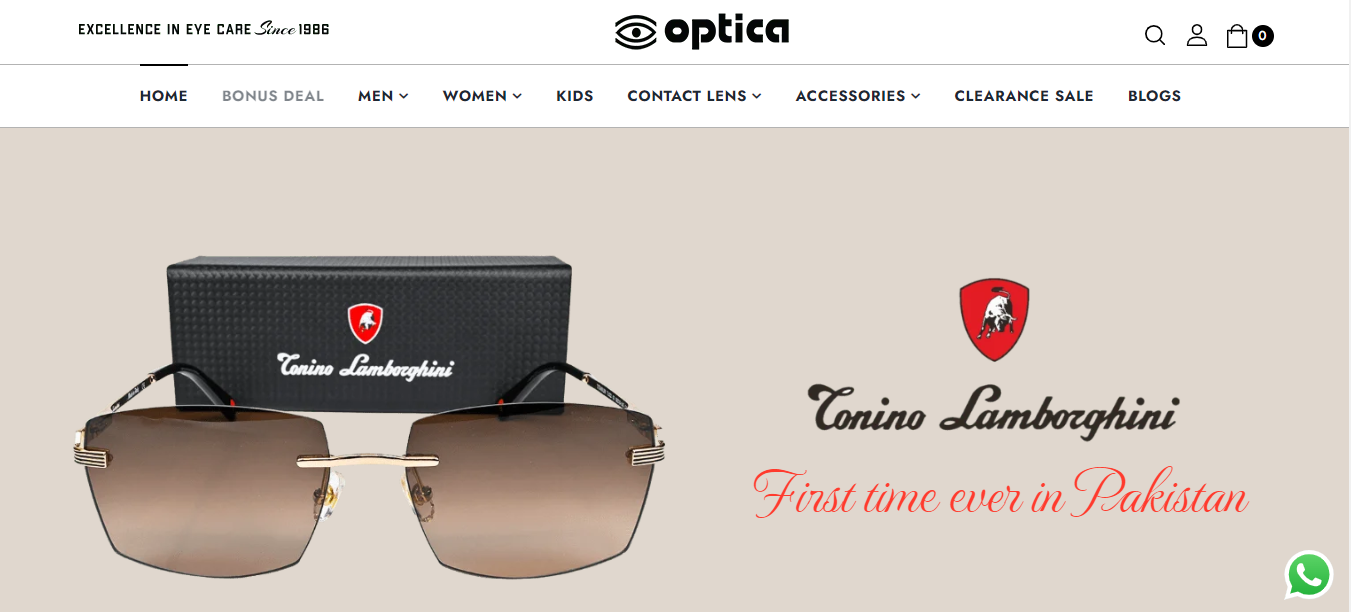 EXCELLENCE IN EYE CARE Since 1986
optica
0
HOME BONUS DEAL MEN WOMEN KIDS CONTACT LENS ACCESSORIES CLEARANCE SALE BLOGS
Tonino Lamborghini
Tonino Lamborghini
First time ever in Pakistan